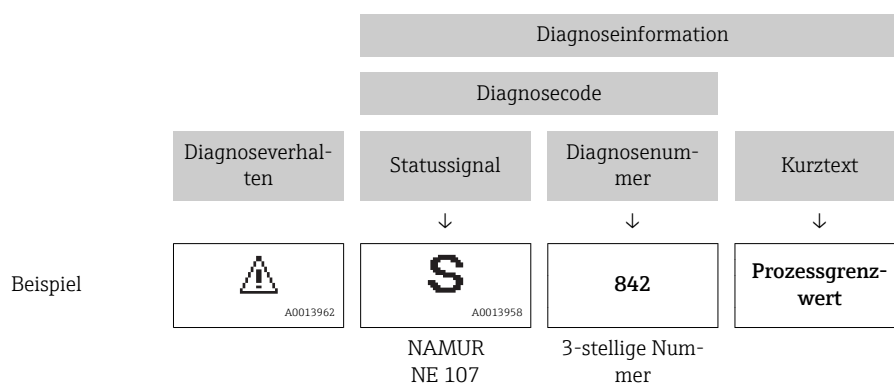 Diagnoseinformation
Diagnosecode
Diagnoseverhal-
ten
Statussignal
Diagnosenum-
mer
Kurztext
↓ ↓ ↓
Beispiel
A0013962
S
A0013958
842
Prozessgrenz-
wert
NAMUR
NE 107
3-stellige Num-
mer